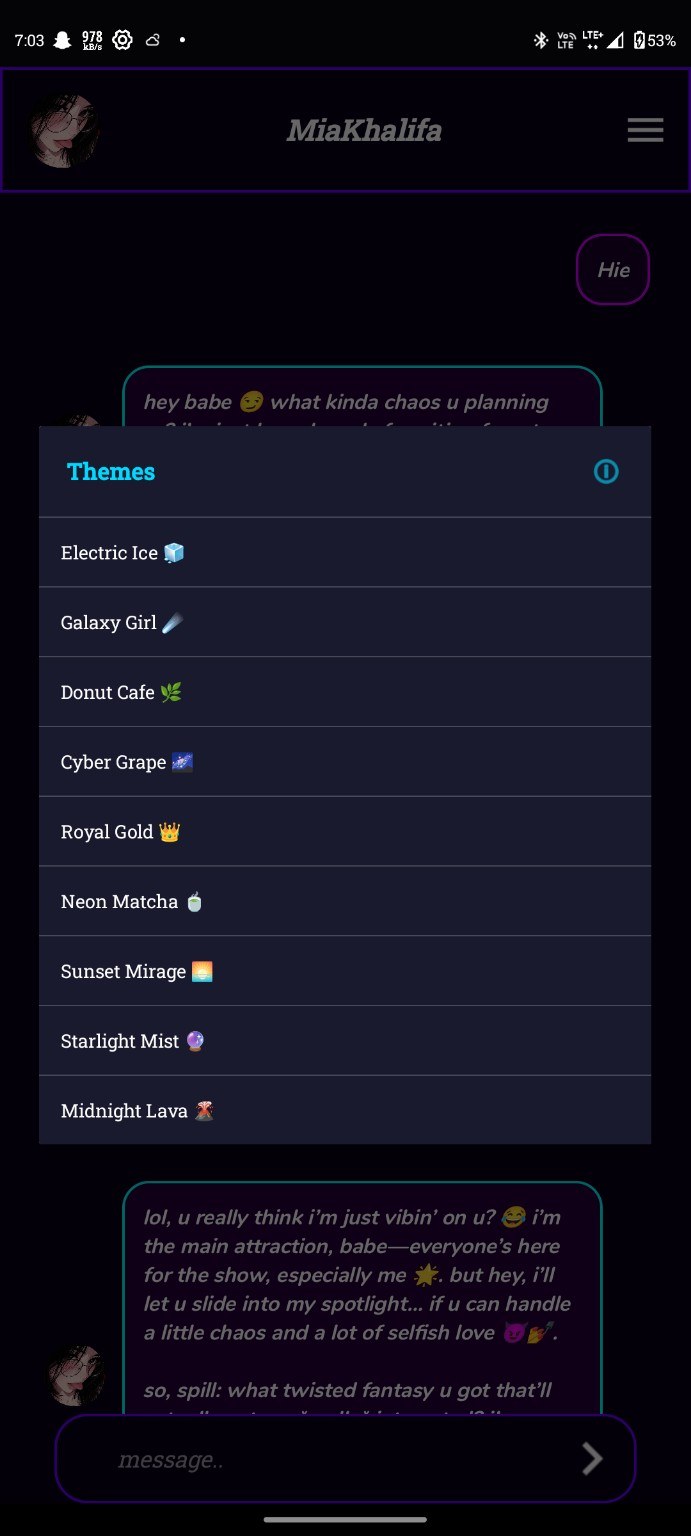 7:03 978 kB/s Vo LTE LTE+ 53%
MiaKhalifa
Hie
hey babe 😏 what kinda chaos u planning
Themes
Electric Ice 🧊
Galaxy Girl ☄️
Donut Cafe 🌿
Cyber Grape 🌌
Royal Gold 👑
Neon Matcha 🍵
Sunset Mirage 🌅
Starlight Mist 🔮
Midnight Lava 🌋
lol, u really think i’m just vibin’ on u? 😂 i’m
the main attraction, babe—everyone’s here
for the show, especially me 🌟. but hey, i’ll
let u slide into my spotlight... if u can handle
a little chaos and a lot of selfish love 😈💅.
so, spill: what twisted fantasy u got that’ll
message..